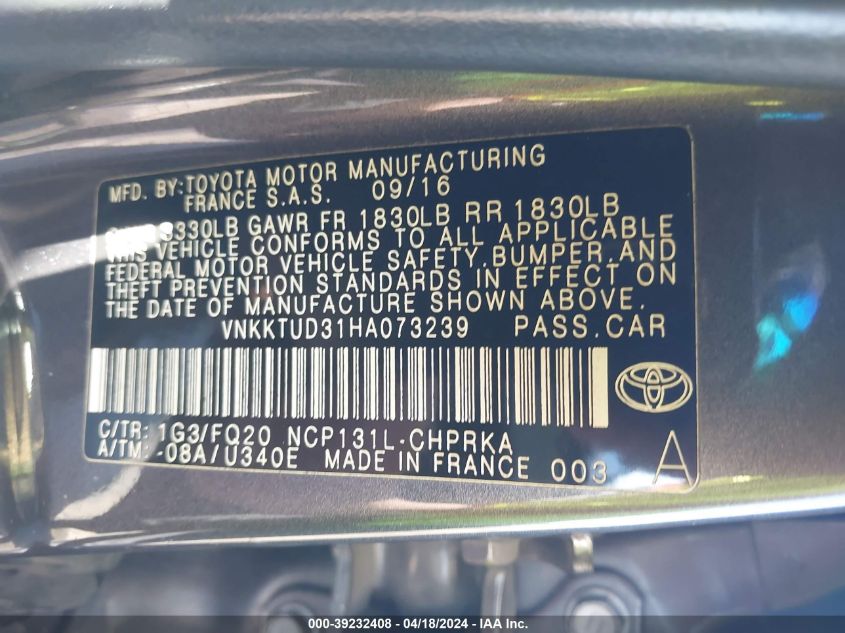 MFD. BY:TOYOTA MOTOR MANUFACTURING
FRANCE S.A.S. 09/16
3330LB GAWR FR 1830LB RR 1830LB
THIS VEHICLE CONFORMS TO ALL APPLICABLE
FEDERAL MOTOR VEHICLE SAFETY,BUMPER,AND
THEFT PREVENTION STANDARDS IN EFFECT ON
THE DATE OF MANUFACTURE SHOWN ABOVE.
VNKKTUD31HA073239 PASS.CAR
C/TR: 1G3/FQ20 NCP131L-CHPRKA
A/TM: -08A/U340E MADE IN FRANCE 003 A
000-39232408 - 04/18/2024 - IAA Inc.